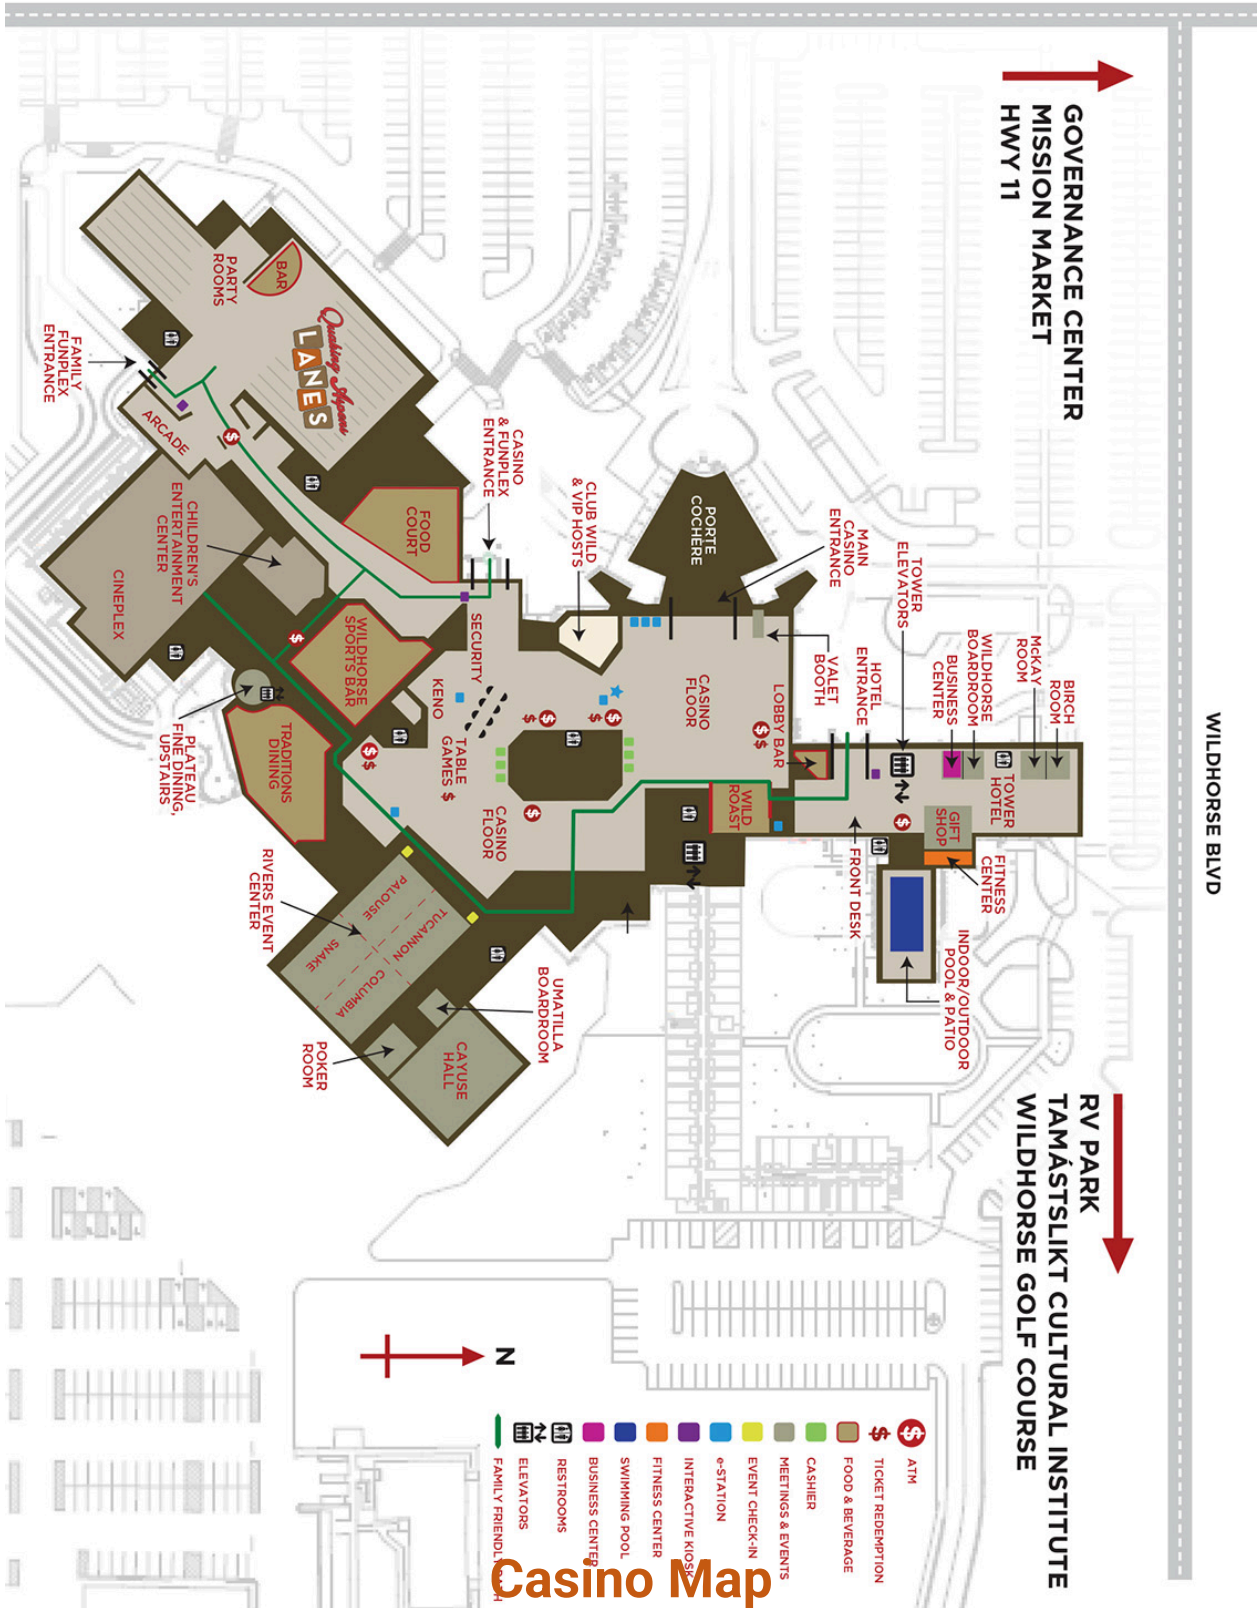 WILDHORSE BLVD
GOVERNANCE CENTER
MISSION MARKET
HWY 11
RV PARK
TAMÁSTSLIKT CULTURAL INSTITUTE
WILDHORSE GOLF COURSE
BIRCH
ROOM
McKAY
ROOM
WILDHORSE
BOARDROOM
BUSINESS
CENTER
TOWER
ELEVATORS
HOTEL
ENTRANCE
TOWER
HOTEL
GIFT
SHOP
FITNESS
CENTER
INDOOR/OUTDOOR
POOL & PATIO
FRONT DESK
MAIN
CASINO
ENTRANCE
VALET
BOOTH
LOBBY BAR
WILD
ROAST
PORTE
COCHÈRE
CASINO
FLOOR
CLUB WILD
& VIP HOSTS
CASINO
& FUNPLEX
ENTRANCE
SECURITY
KENO
TABLE
GAMES
CASINO
FLOOR
FOOD
COURT
WILDHORSE
SPORTS BAR
TRADITIONS
DINING
PLATEAU
FINE DINING,
UPSTAIRS
Quaking Aspens
LANES
BAR
PARTY
ROOMS
FAMILY
FUNPLEX
ENTRANCE
ARCADE
CHILDREN'S
ENTERTAINMENT
CENTER
CINEPLEX
RIVERS EVENT
CENTER
PALOUSE
TUCANNON
SNAKE
COLUMBIA
UMATILLA
BOARDROOM
POKER
ROOM
CAYUSE
HALL
N
$ ATM
$ TICKET REDEMPTION
FOOD & BEVERAGE
CASHIER
MEETINGS & EVENTS
EVENT CHECK-IN
e-STATION
INTERACTIVE KIOSK
FITNESS CENTER
SWIMMING POOL
BUSINESS CENTER
RESTROOMS
ELEVATORS
FAMILY FRIENDLY
Casino Map